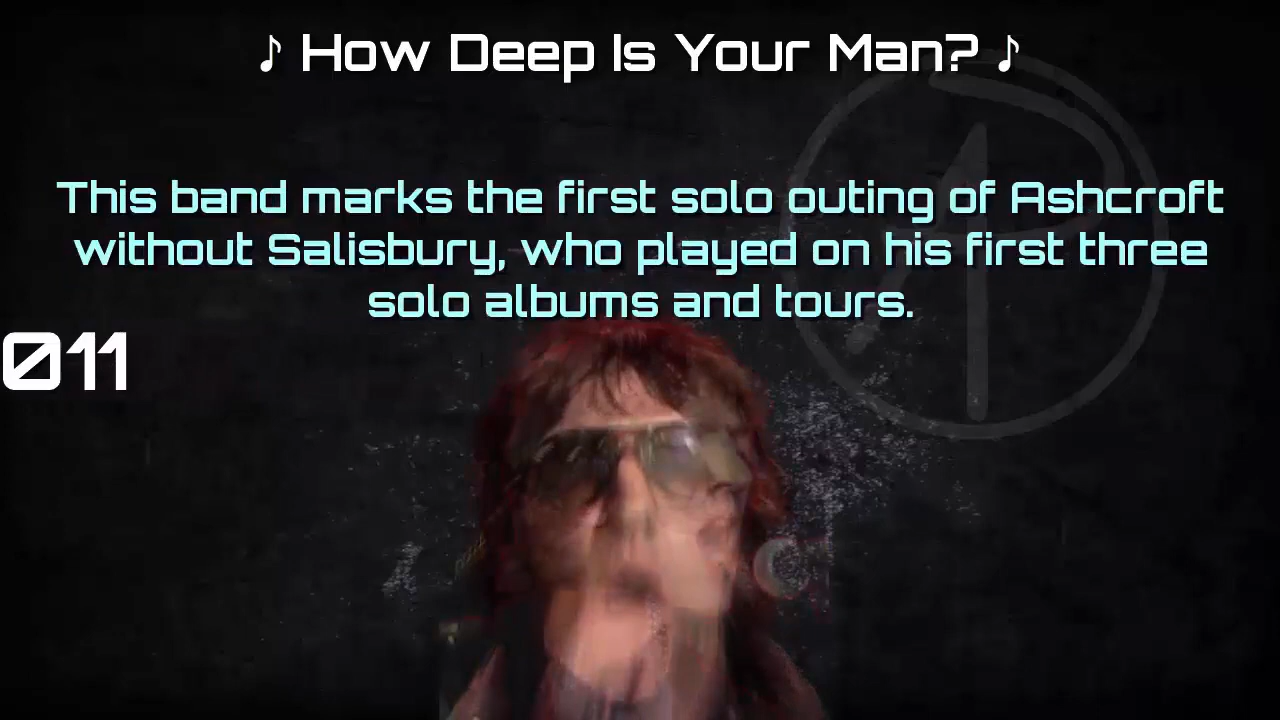 ♪ How Deep Is Your Man? ♪
This band marks the first solo outing of Ashcroft
without Salisbury, who played on his first three
solo albums and tours.
011